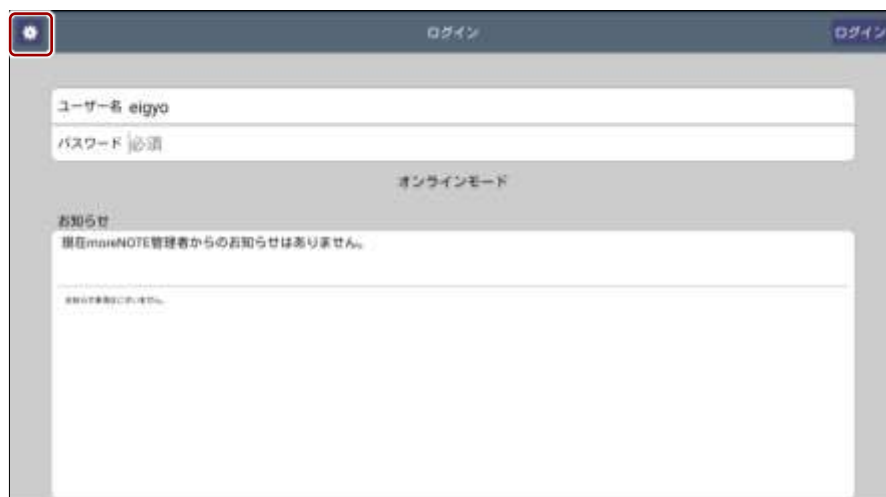 ログイン
ログイン
ユーザー名 eigyo
パスワード 必須
オンラインモード
お知らせ
現在moreNOTE管理者からのお知らせはありません。